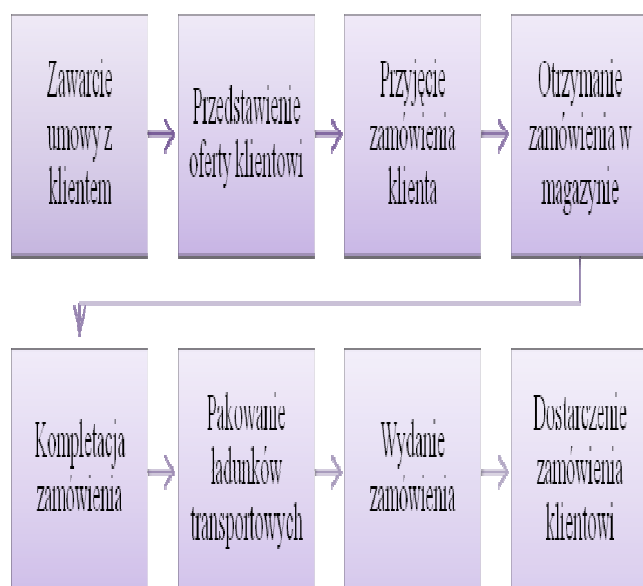 Zawarcie
umowy z
klientem
Przedstawienie
oferty klientowi
Przyjęcie
zamówienia
klienta
Otrzymanie
zamówienia w
magazynie
Kompletacja
zamówienia
Pakowanie
ładunków
transportowych
Wydanie
zamówienia
Dostarczenie
zamówienia
klientowi